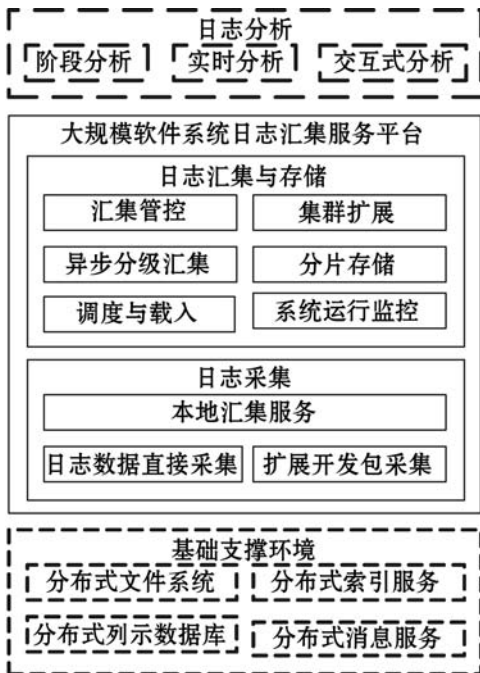 日志分析
阶段分析 实时分析 交互式分析
大规模软件系统日志汇集服务平台
日志汇集与存储
汇集管控 集群扩展
异步分级汇集 分片存储
调度与载入 系统运行监控
日志采集
本地汇集服务
日志数据直接采集 扩展开发包采集
基础支撑环境
分布式文件系统 分布式索引服务
分布式列示数据库 分布式消息服务